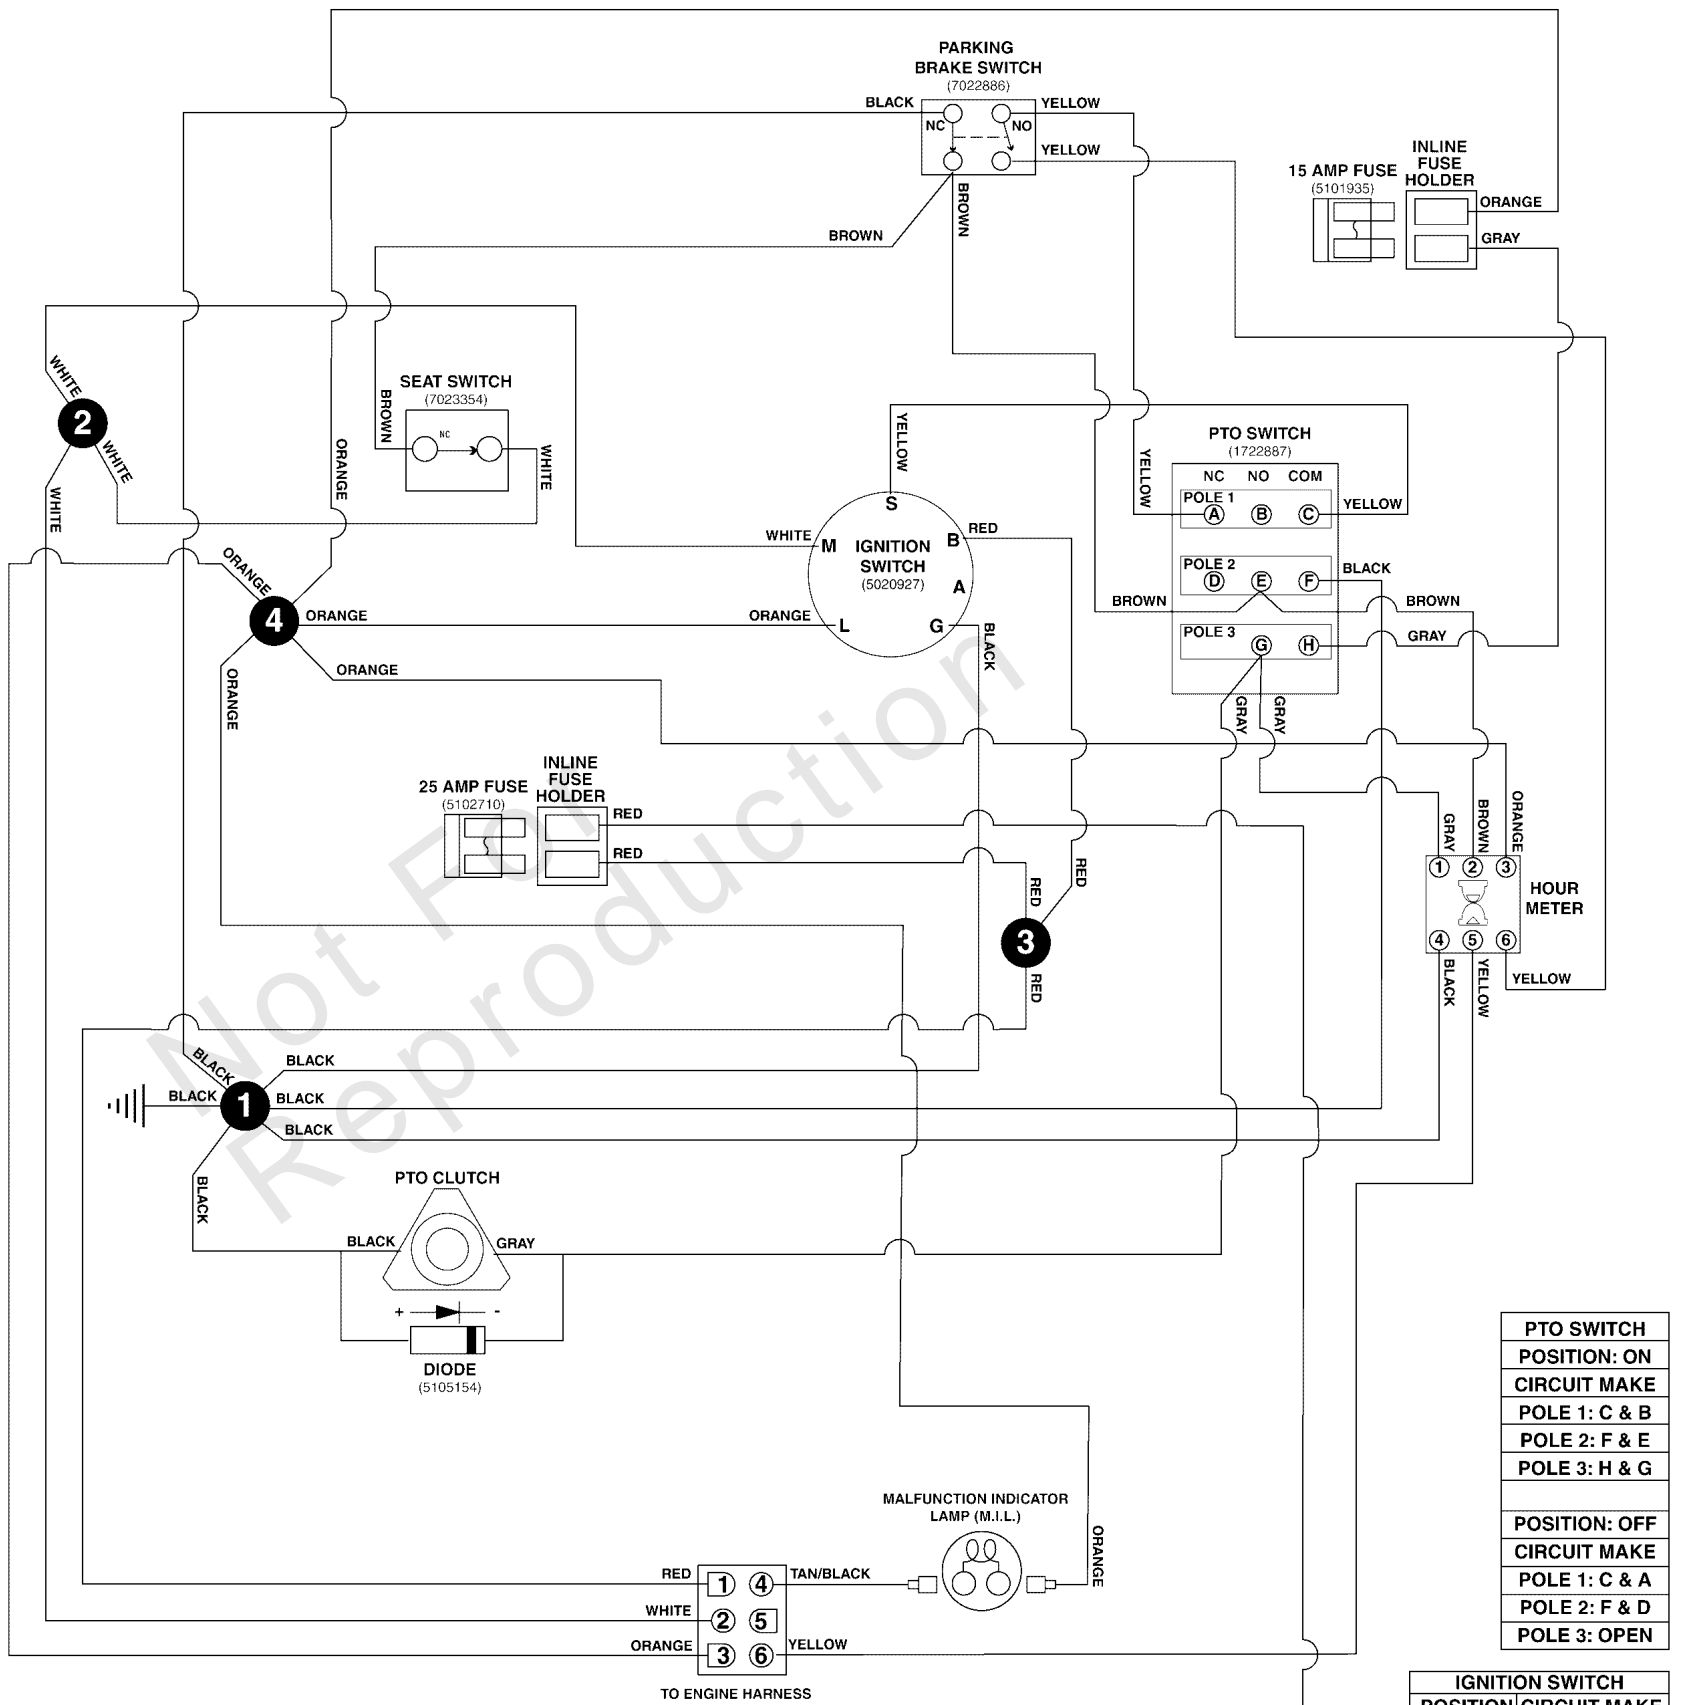 PARKING
BRAKE SWITCH
(7022886)
BLACK
YELLOW
NC
NO
YELLOW
BROWN
BROWN
15 AMP FUSE
(5101935)
INLINE
FUSE
HOLDER
ORANGE
GRAY
WHITE
2
WHITE
WHITE
SEAT SWITCH
(7023354)
BROWN
NC
WHITE
ORANGE
YELLOW
YELLOW
PTO SWITCH
(1722887)
NC NO COM
POLE 1
A B C
YELLOW
POLE 2
D E F
BLACK
BROWN
BROWN
POLE 3
G H
GRAY
GRAY
GRAY
S
WHITE
M
IGNITION
SWITCH
(5020927)
B
RED
A
ORANGE
L
G
BLACK
ORANGE
4
ORANGE
ORANGE
ORANGE
25 AMP FUSE
(5102710)
INLINE
FUSE
HOLDER
RED
RED
RED
RED
3
RED
GRAY
BROWN
ORANGE
1 2 3
HOUR
METER
4 5 6
BLACK
YELLOW
YELLOW
Not For
Reproduction
BLACK
BLACK
BLACK
1
BLACK
BLACK
BLACK
PTO CLUTCH
BLACK
GRAY
+ -
DIODE
(5105154)
MALFUNCTION INDICATOR
LAMP (M.I.L.)
ORANGE
RED
1 4
TAN/BLACK
WHITE
2 5
ORANGE
3 6
YELLOW
TO ENGINE HARNESS
PTO SWITCH
POSITION: ON
CIRCUIT MAKE
POLE 1: C & B
POLE 2: F & E
POLE 3: H & G
POSITION: OFF
CIRCUIT MAKE
POLE 1: C & A
POLE 2: F & D
POLE 3: OPEN
IGNITION SWITCH
POSITION CIRCUIT MAKE